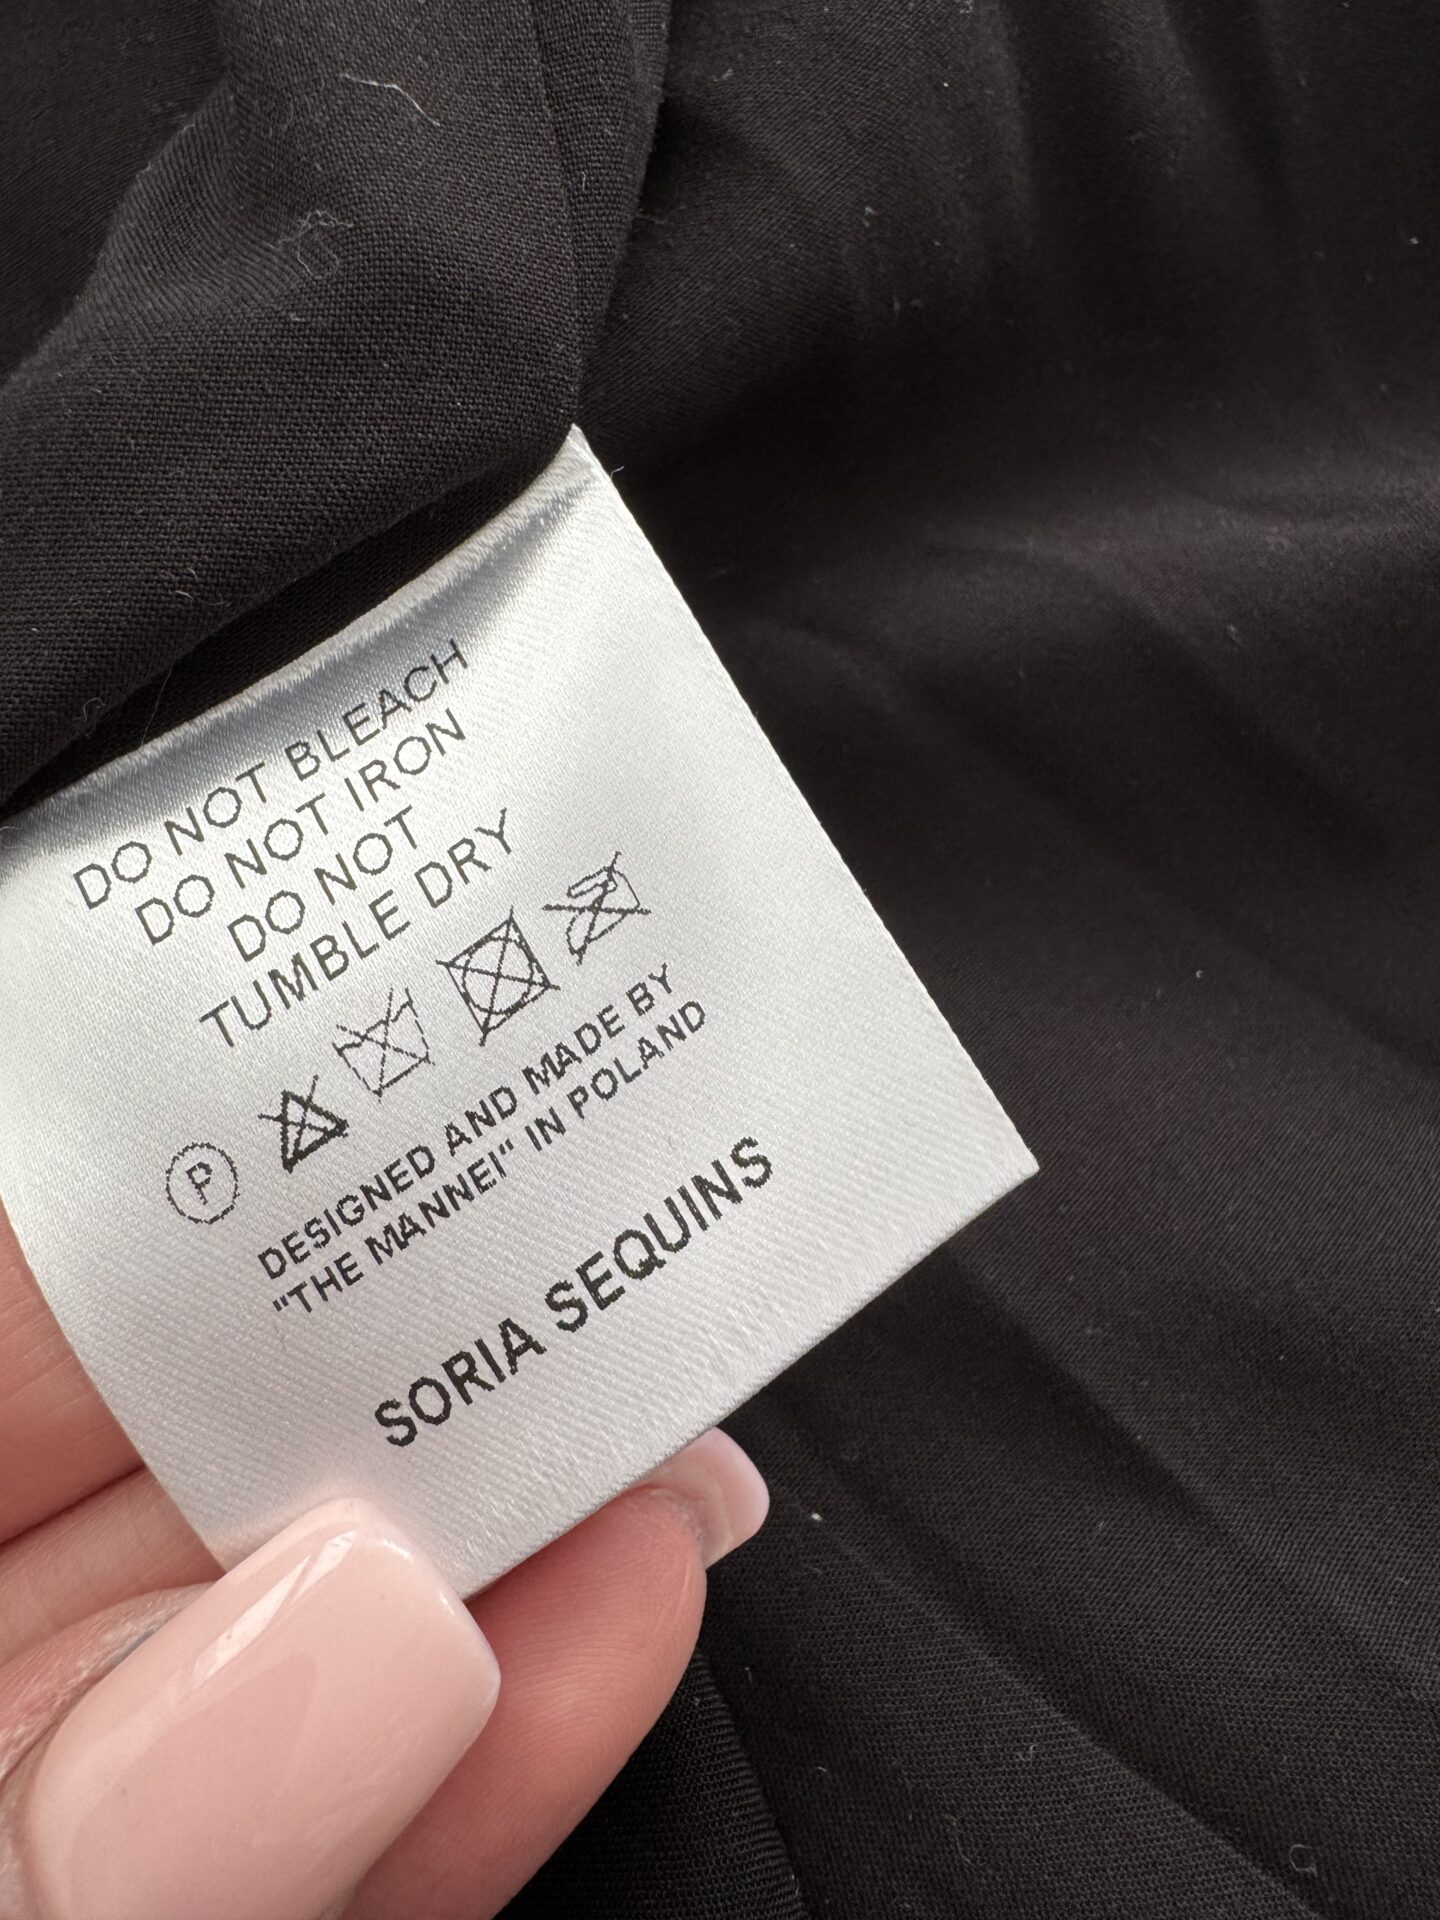 DO NOT BLEACH
DO NOT IRON
DO NOT
TUMBLE DRY
P
DESIGNED AND MADE BY
"THE MANNEI" IN POLAND
SORIA SEQUINS